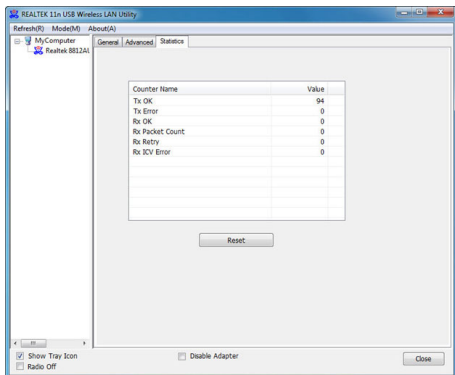 REALTEK 11n USB Wireless LAN Utility
Refresh(R) Mode(M) About(A)
MyComputer
Realtek 8812AU
General Advanced Statistics
Counter Name Value
Tx OK 94
Tx Error 0
Rx OK 0
Rx Packet Count 0
Rx Retry 0
Rx ICV Error 0
Reset
Show Tray Icon
Disable Adapter
Radio Off
Close